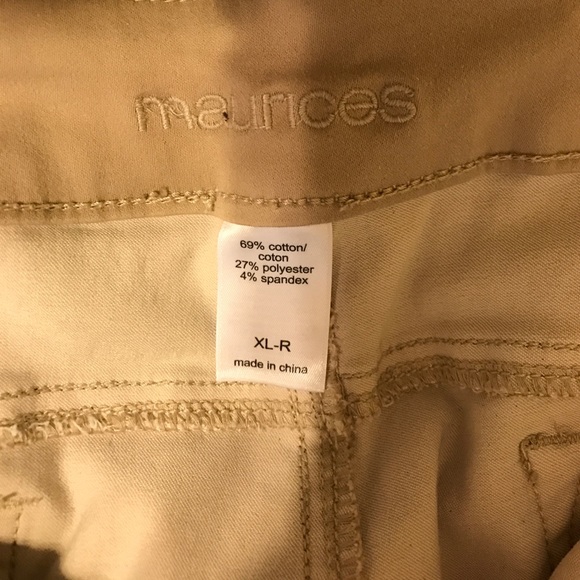 maurices
69% cotton/
coton
27% polyester
4% spandex
XL-R
made in china